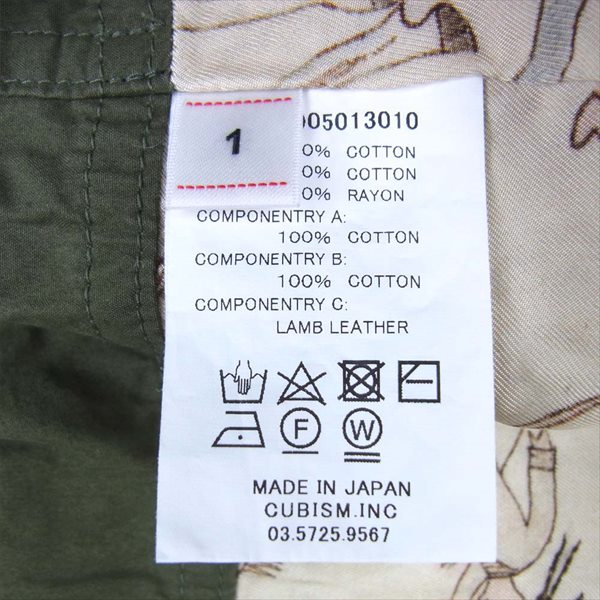 1
05013010
0% COTTON
0% COTTON
0% RAYON
COMPONENTRY A:
100% COTTON
COMPONENTRY B:
100% COTTON
COMPONENTRY C:
LAMB LEATHER
F W
MADE IN JAPAN
CUBISM.INC
03.5725.9567